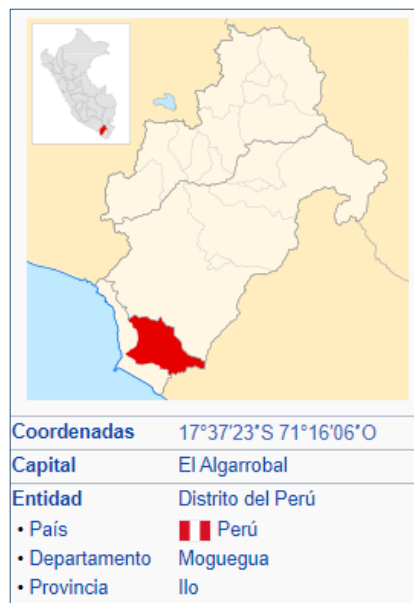 Coordenadas 17°37′23″S 71°16′06″O
Capital El Algarrobal
Entidad Distrito del Perú
• País Perú
• Departamento Moquegua
• Provincia Ilo